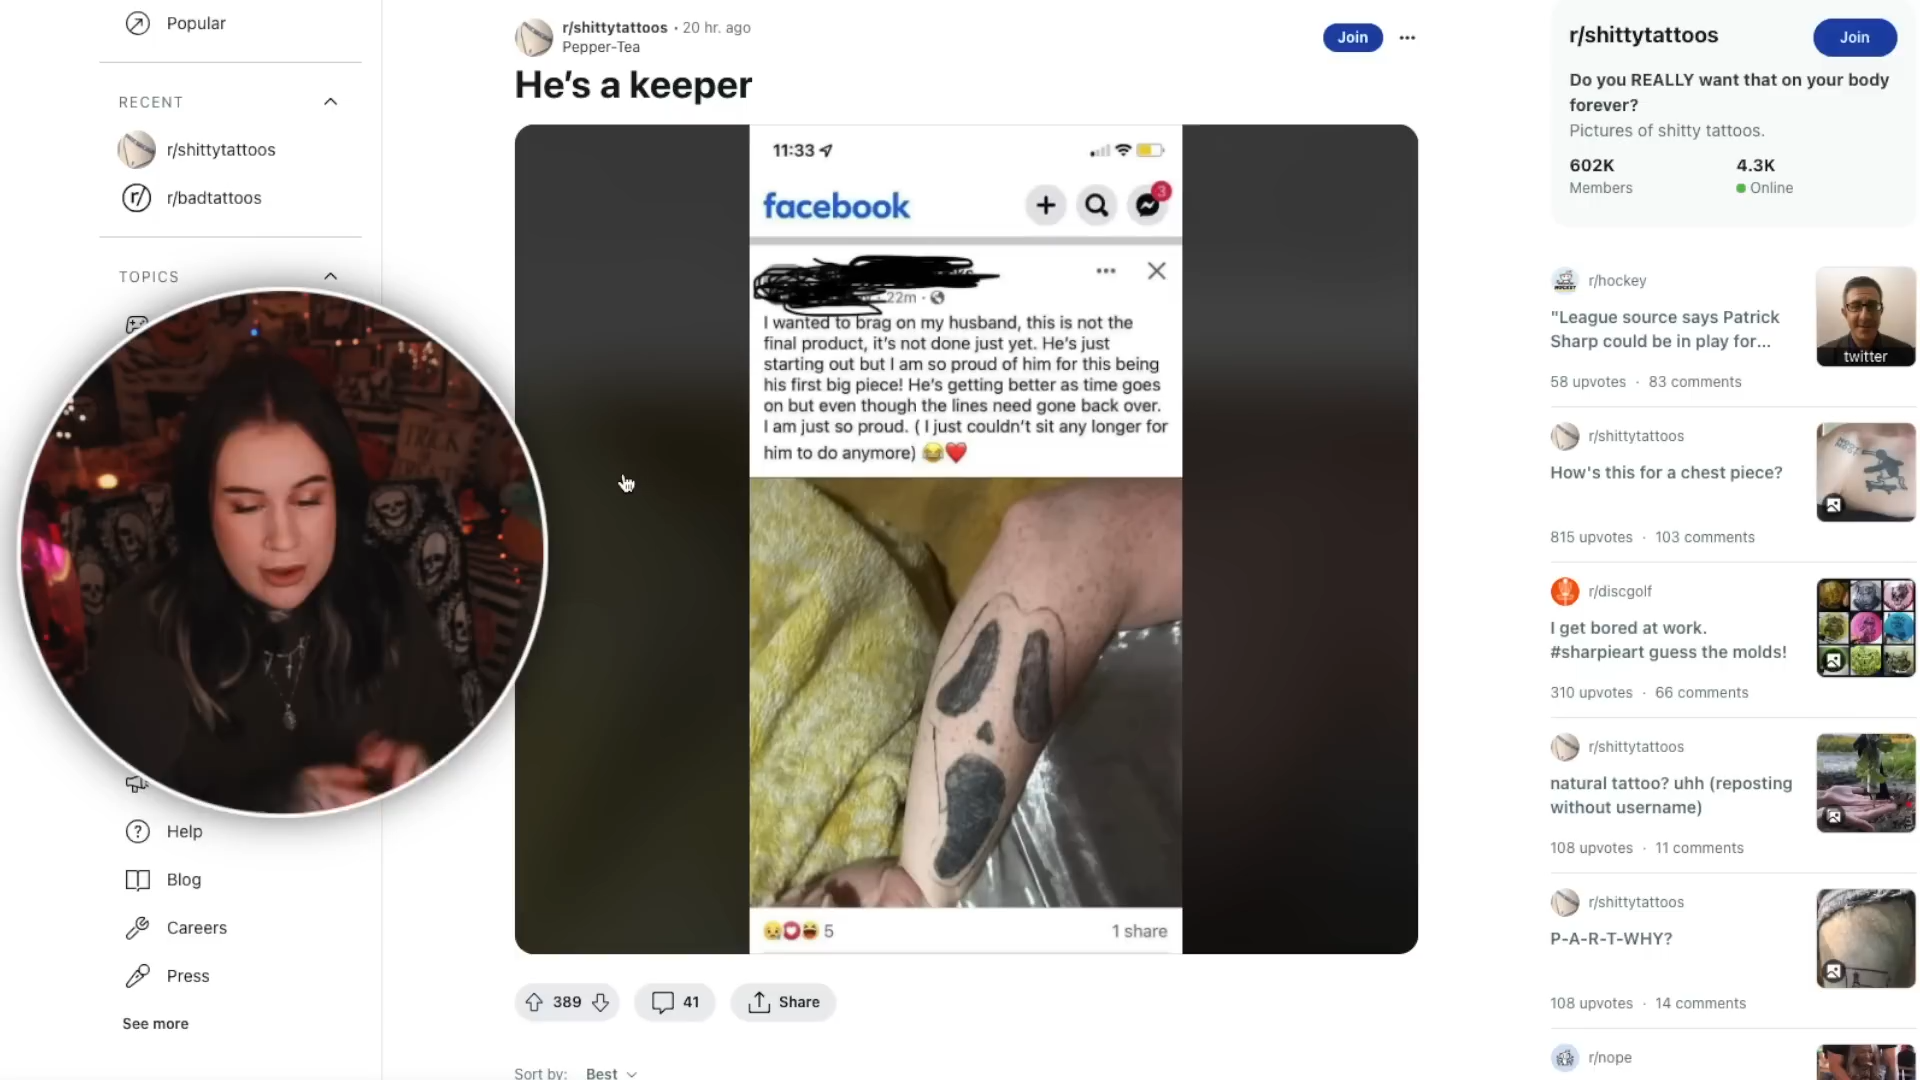 Popular
RECENT
r/shittytattoos
r/badtattoos
TOPICS
Help
Blog
Careers
Press
See more
r/shittytattoos · 20 hr. ago
Pepper-Tea
Join
He's a keeper
11:33
facebook
3
22m ·
I wanted to brag on my husband, this is not the
final product, it's not done just yet. He's just
starting out but I am so proud of him for this being
his first big piece! He's getting better as time goes
on but even though the lines need gone back over.
I am just so proud. ( I just couldn't sit any longer for
him to do anymore) 😂❤️
5
1 share
389
41
Share
Sort by: Best
r/shittytattoos
Join
Do you REALLY want that on your body
forever?
Pictures of shitty tattoos.
602K
Members
4.3K
Online
r/hockey
"League source says Patrick
Sharp could be in play for...
twitter
58 upvotes · 83 comments
r/shittytattoos
How's this for a chest piece?
815 upvotes · 103 comments
r/discgolf
I get bored at work.
#sharpieart guess the molds!
310 upvotes · 66 comments
r/shittytattoos
natural tattoo? uhh (reposting
without username)
108 upvotes · 11 comments
r/shittytattoos
P-A-R-T-WHY?
108 upvotes · 14 comments
r/nope